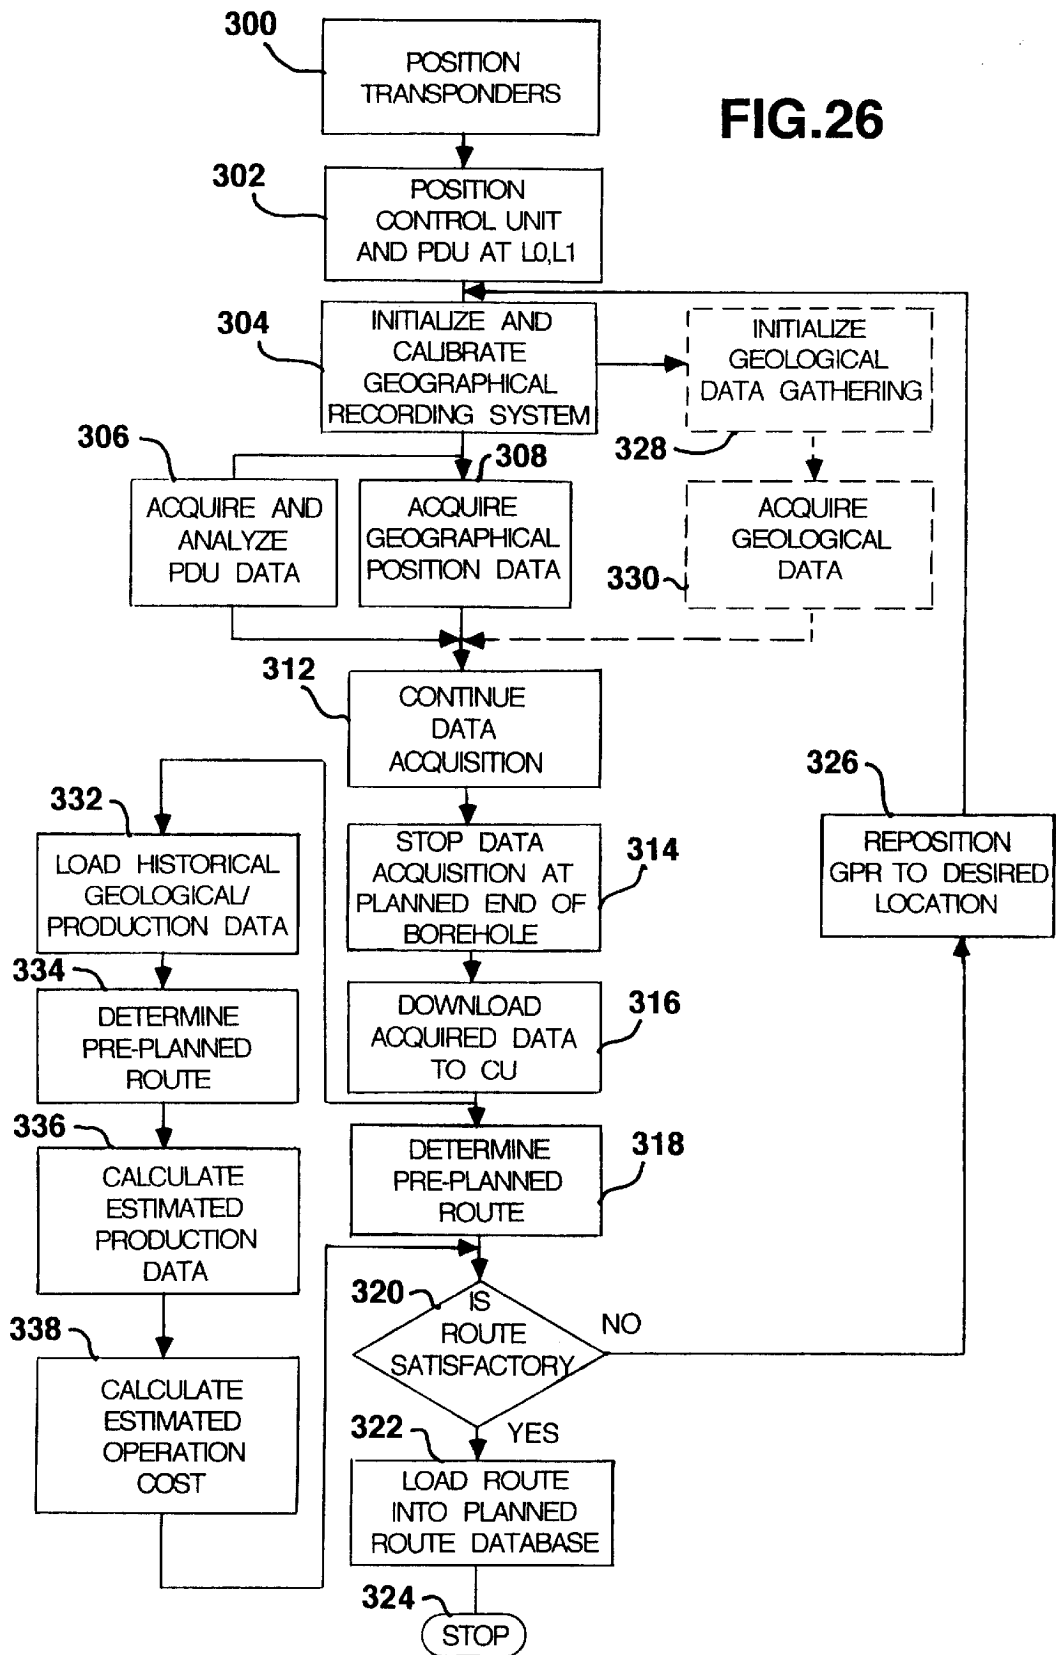 300
POSITION
TRANSPONDERS
FIG.26
302
POSITION
CONTROL UNIT
AND PDU AT L0,L1
304
INITIALIZE AND
CALIBRATE
GEOGRAPHICAL
RECORDING SYSTEM
INITIALIZE
GEOLOGICAL
DATA GATHERING
328
306
ACQUIRE AND
ANALYZE
PDU DATA
308
ACQUIRE
GEOGRAPHICAL
POSITION DATA
ACQUIRE
GEOLOGICAL
DATA
330
312
CONTINUE
DATA
ACQUISITION
326
REPOSITION
GPR TO DESIRED
LOCATION
332
LOAD HISTORICAL
GEOLOGICAL/
PRODUCTION DATA
STOP DATA
ACQUISITION AT
PLANNED END OF
BOREHOLE
314
334
DETERMINE
PRE-PLANNED
ROUTE
DOWNLOAD
ACQUIRED DATA
TO CU
316
336
CALCULATE
ESTIMATED
PRODUCTION
DATA
DETERMINE
PRE-PLANNED
ROUTE
318
320
IS
ROUTE
SATISFACTORY
NO
YES
338
CALCULATE
ESTIMATED
OPERATION
COST
322
LOAD ROUTE
INTO PLANNED
ROUTE DATABASE
324
STOP